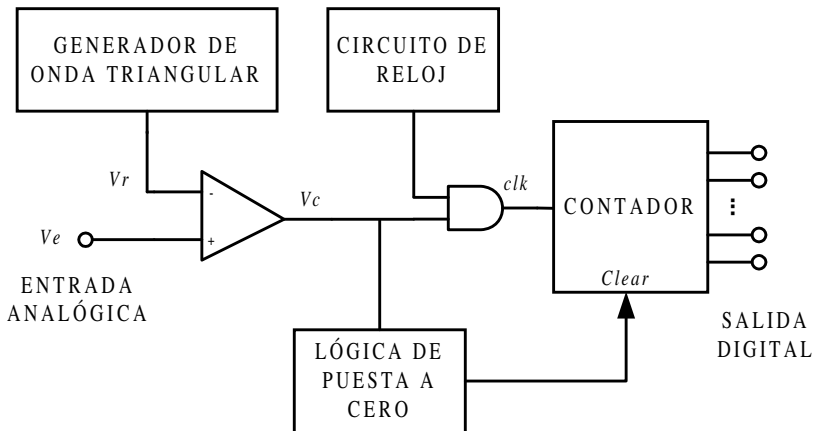 GENERADOR DE
ONDA TRIANGULAR
CIRCUITO DE
RELOJ
Vr
-
Vc
clk
CONTADOR
Ve
+
ENTRADA
ANALÓGICA
Clear
SALIDA
DIGITAL
LÓGICA DE
PUESTA A
CERO